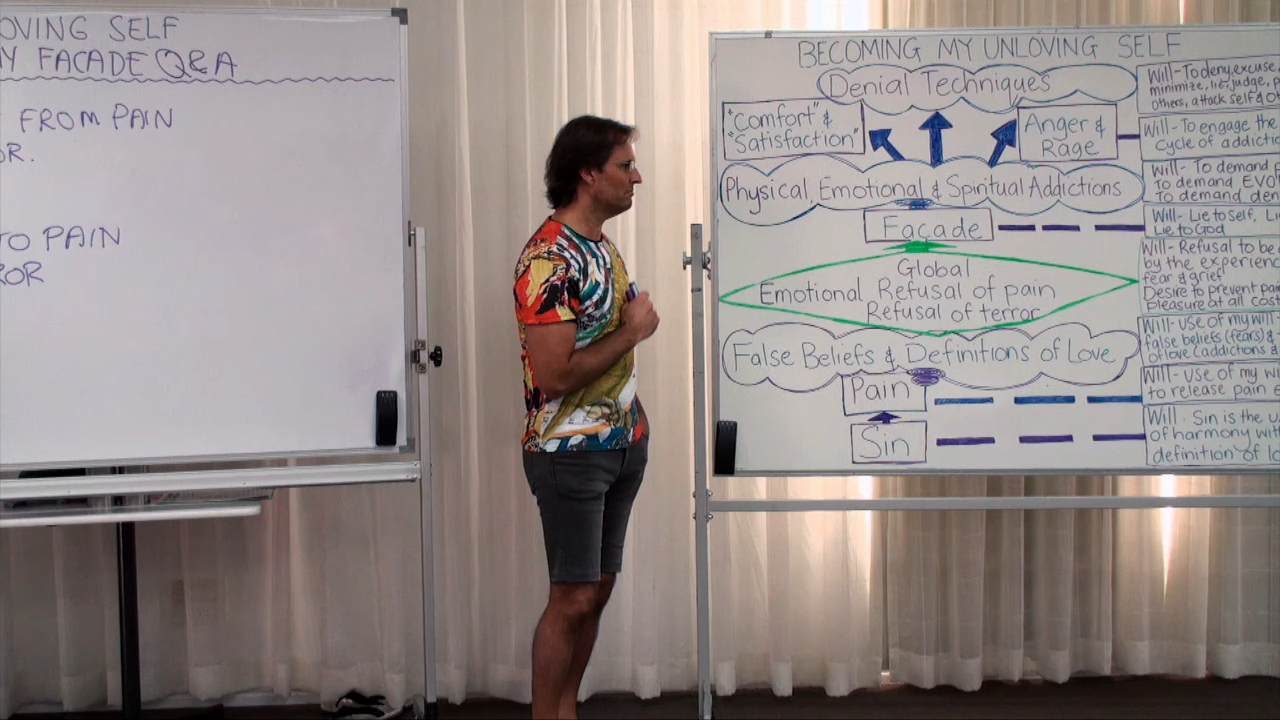 OVING SELF
Y FACADE Q&A
FROM PAIN
OR.
TO PAIN
ROR
BECOMING MY UNLOVING SELF
Denial Techniques
"Comfort" &
"Satisfaction"
Anger &
Rage
Physical, Emotional & Spiritual Addictions
Façade
Global
Emotional Refusal of pain
Refusal of terror
False Beliefs & Definitions of Love
Pain
Sin
Will- To deny, excuse,
minimize, lie, judge, p
others, attack self & o
Will- To engage the
cycle of addicti
Will- To demand
To demand EVO
To demand den
Will- Lie to self, Li
Lie to God
Will- Refusal to be
by the experienc
fear & grief
Desire to prevent pai
pleasure at all cost
Will- use of my will
false beliefs (fears) &
of love (addictions &
Will- use of my wi
to release pain
Will- Sin is the u
of harmony wit
definition of lo